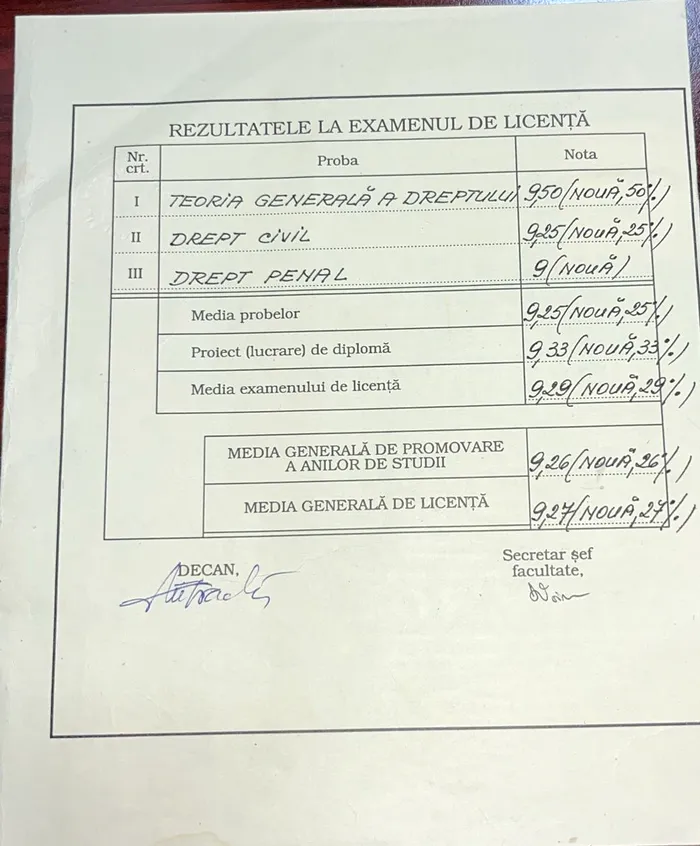 REZULTATELE LA EXAMENUL DE LICENȚĂ
Nr. crt. Proba Nota
I TEORIA GENERALĂ A DREPTULUI 9,50 (NOUĂ, 50%)
II DREPT CIVIL 9,25 (NOUĂ, 25%)
III DREPT PENAL 9 (NOUĂ)
Media probelor 9,25 (NOUĂ, 25%)
Proiect (lucrare) de diplomă 9,33 (NOUĂ, 33%)
Media examenului de licență 9,29 (NOUĂ, 29%)
MEDIA GENERALĂ DE PROMOVARE
A ANILOR DE STUDII 9,26 (NOUĂ, 26%)
MEDIA GENERALĂ DE LICENȚĂ 9,27 (NOUĂ, 27%)
DECAN,
Secretar șef
facultate,